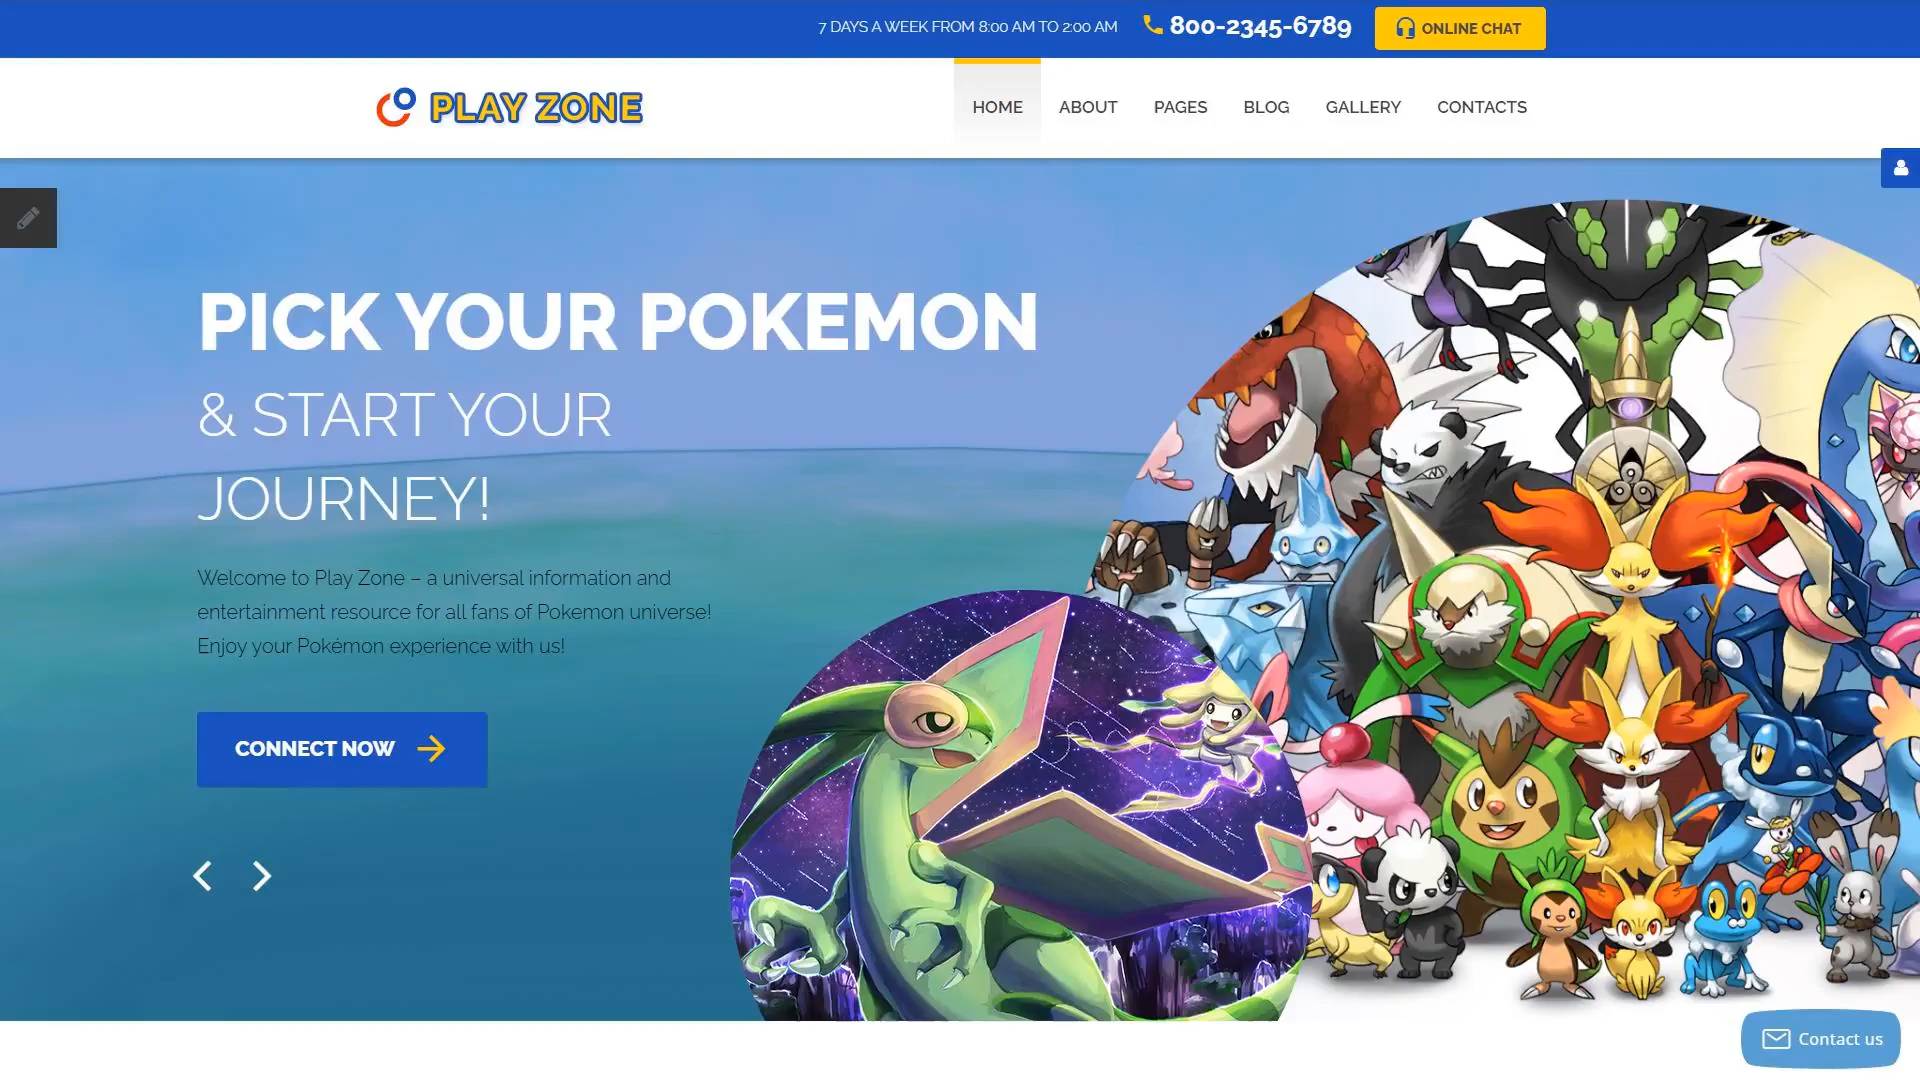 7 DAYS A WEEK FROM 8:00 AM TO 2:00 AM
800-2345-6789
ONLINE CHAT
PLAY ZONE
HOME
ABOUT
PAGES
BLOG
GALLERY
CONTACTS
PICK YOUR POKEMON
& START YOUR
JOURNEY!
Welcome to Play Zone – a universal information and
entertainment resource for all fans of Pokemon universe!
Enjoy your Pokémon experience with us!
CONNECT NOW
Contact us